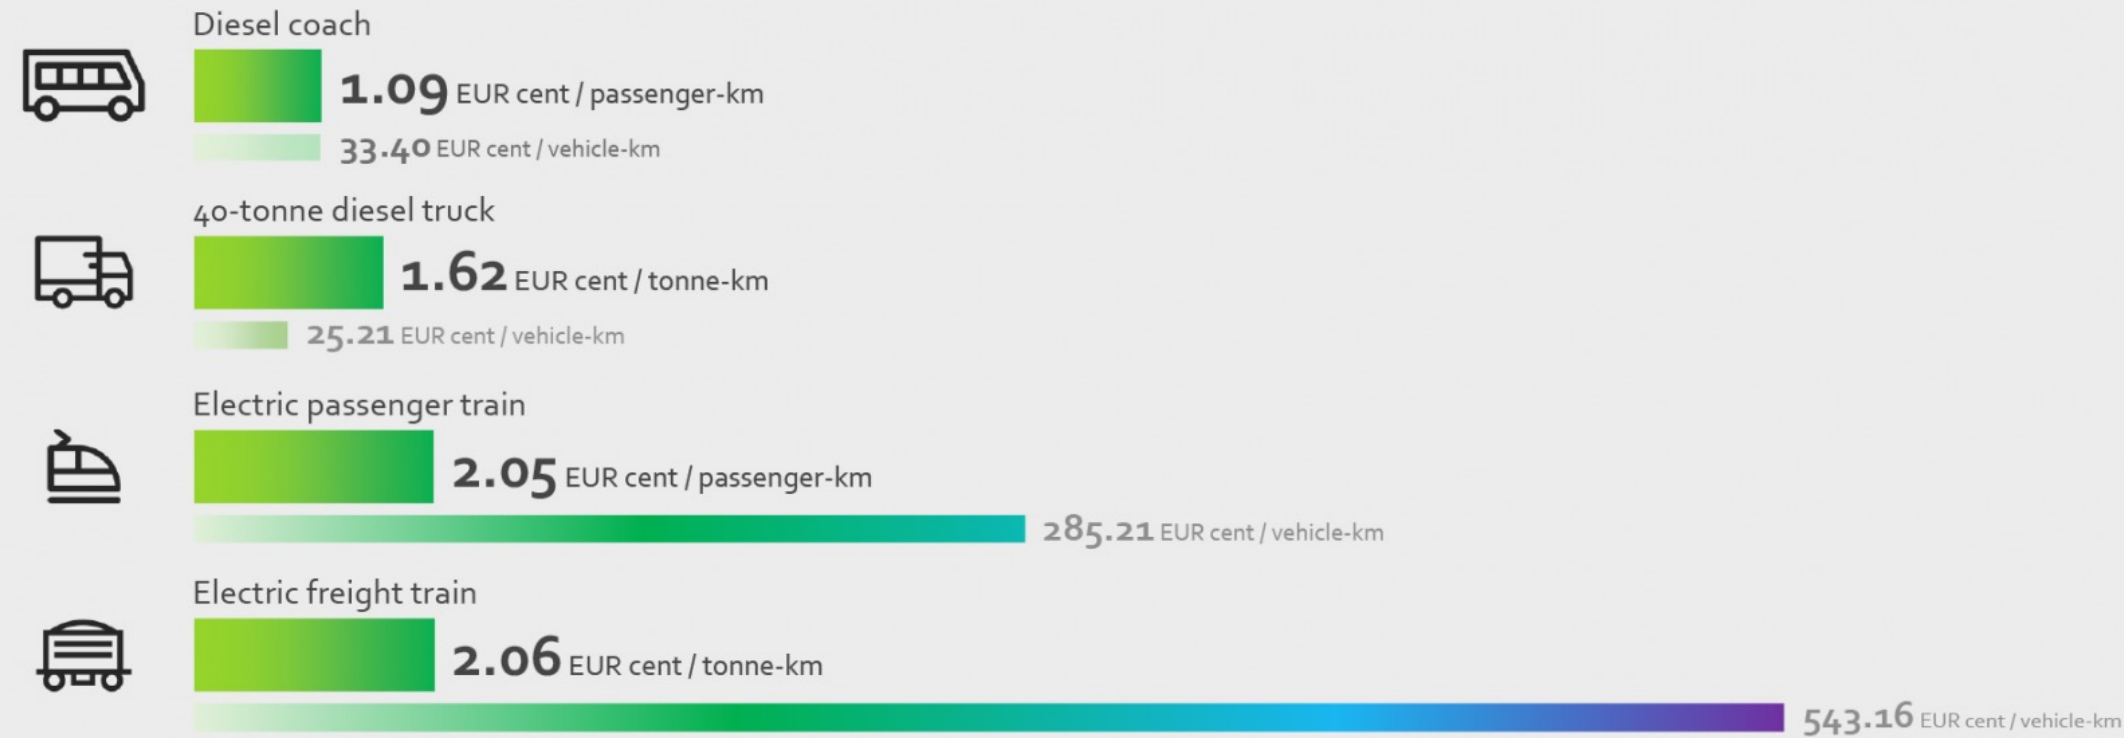 Diesel coach
1.09 EUR cent / passenger-km
33.40 EUR cent / vehicle-km
40-tonne diesel truck
1.62 EUR cent / tonne-km
25.21 EUR cent / vehicle-km
Electric passenger train
2.05 EUR cent / passenger-km
285.21 EUR cent / vehicle-km
Electric freight train
2.06 EUR cent / tonne-km
543.16 EUR cent / vehicle-km